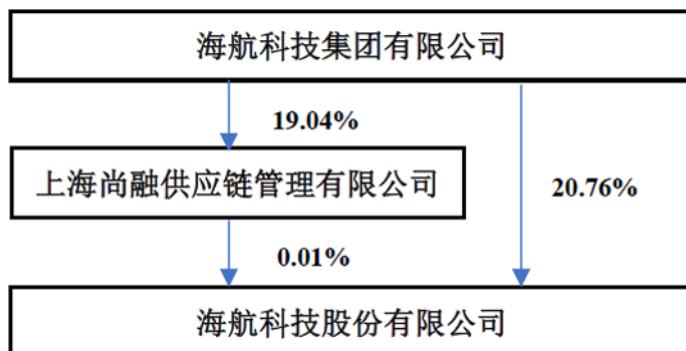 海航科技集团有限公司
19.04%
上海尚融供应链管理有限公司
20.76%
0.01%
海航科技股份有限公司